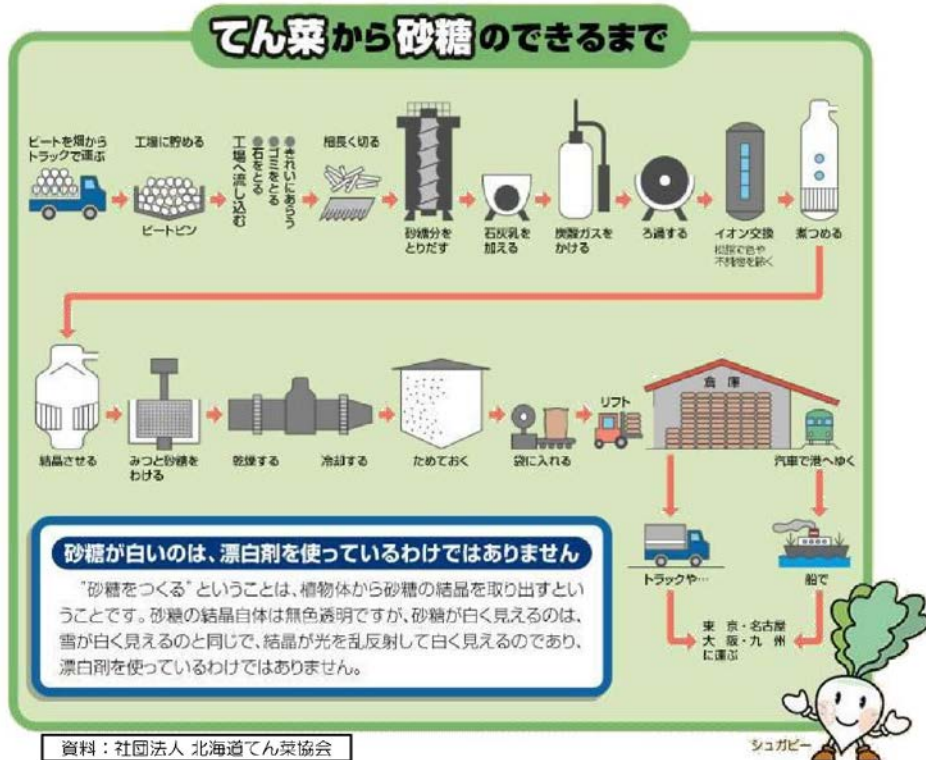 てん菜から砂糖のできるまで
ビートを畑から
トラックで運ぶ
工場に貯める
ビートビン
工場へ流し込む
●石をとる
●ゴミをとる
●きれいにあらう
細長く切る
砂糖分を
とりだす
石灰乳を
加える
炭酸ガスを
かける
ろ過する
イオン交換
樹脂で色や
不純物を除く
煮つめる
結晶させる
みつと砂糖を
わける
乾燥する
冷却する
ためておく
袋に入れる
リフト
倉庫
汽車で港へゆく
トラックや…
船で
東京・名古屋
大阪・九州
に運ぶ
砂糖が白いのは、漂白剤を使っているわけではありません
"砂糖をつくる"ということは、植物体から砂糖の結晶を取り出すとい
うことです。砂糖の結晶自体は無色透明ですが、砂糖が白く見えるのは、
雪が白く見えるのと同じで、結晶が光を乱反射して白く見えるのであり、
漂白剤を使っているわけではありません。
シュガビー
資料：社団法人 北海道てん菜協会